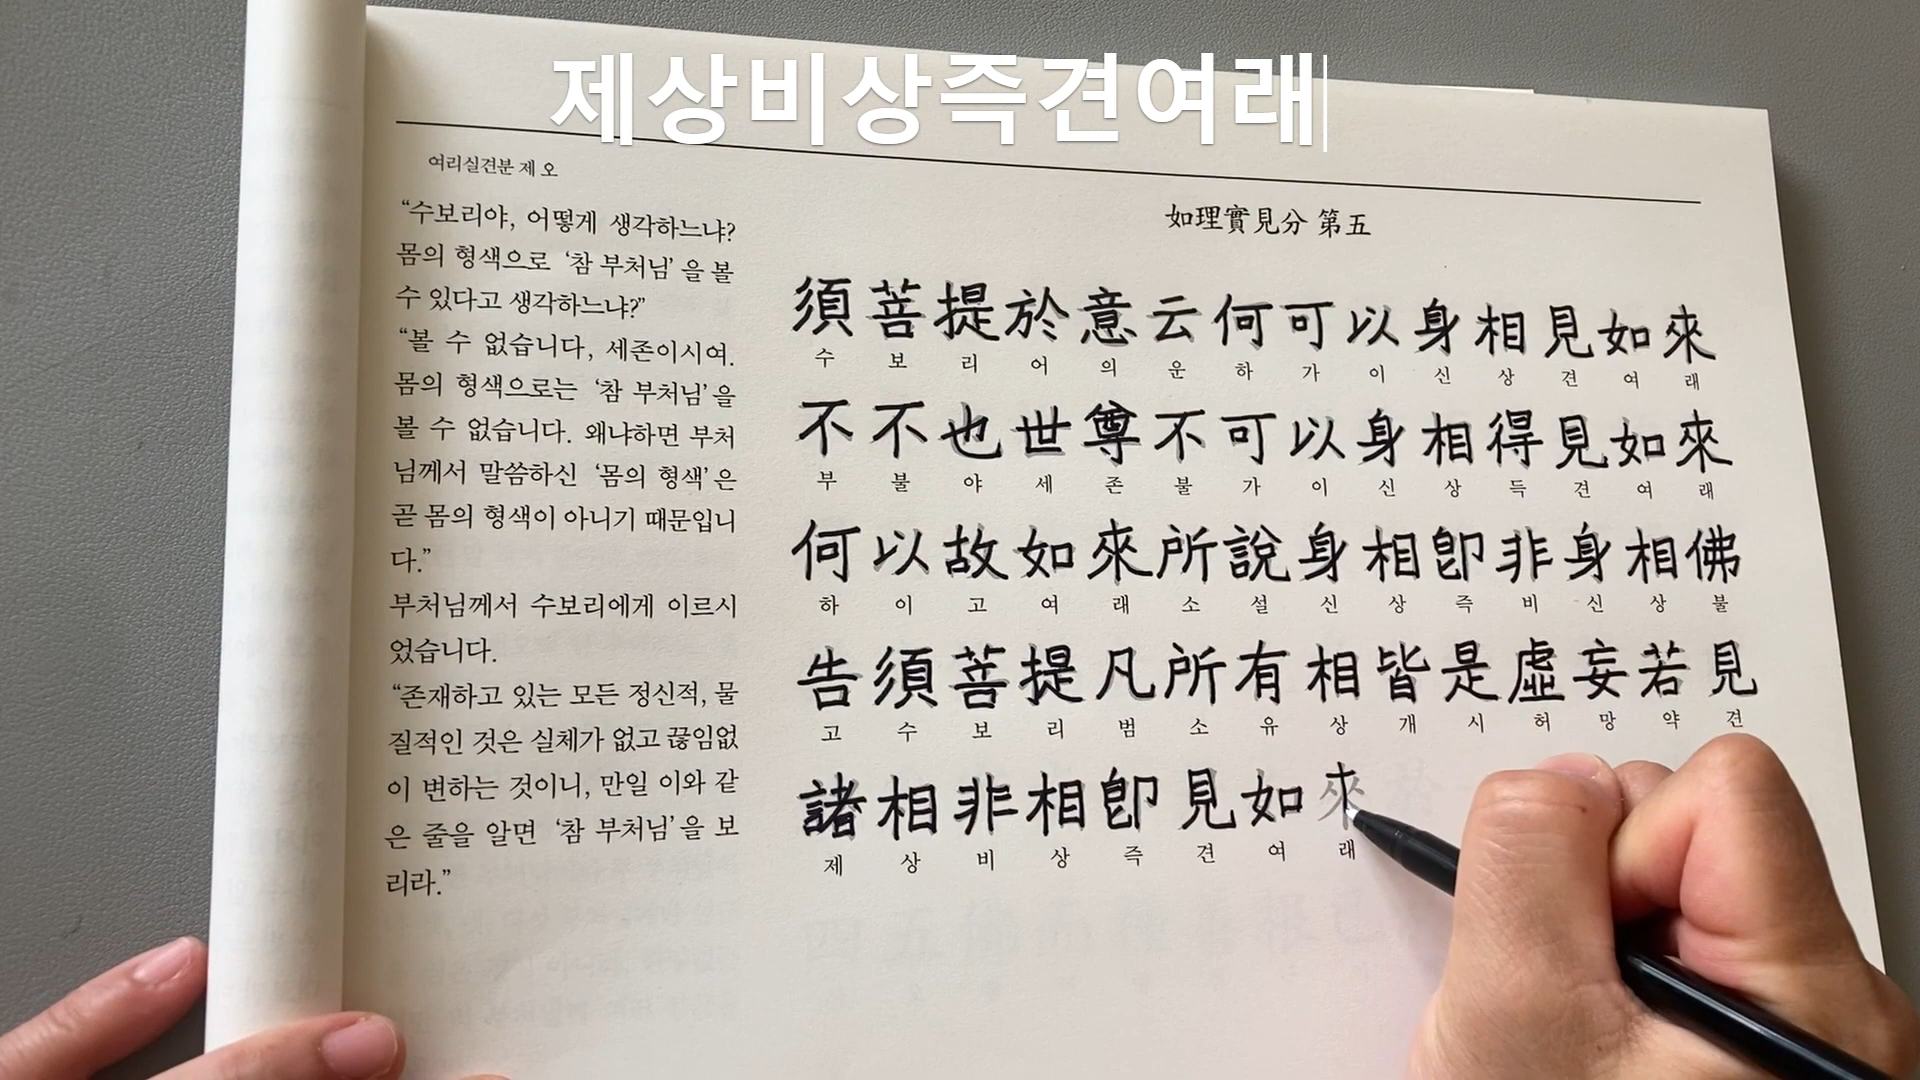 제상비상즉견여래
여리실견분 제 오
“수보리야, 어떻게 생각하느냐?
몸의 형색으로 ‘참 부처님’을 볼
수 있다고 생각하느냐?”
“볼 수 없습니다, 세존이시여.
몸의 형색으로는 ‘참 부처님’을
볼 수 없습니다. 왜냐하면 부처
님께서 말씀하신 ‘몸의 형색’은
곧 몸의 형색이 아니기 때문입니
다.”
부처님께서 수보리에게 이르시
었습니다.
“존재하고 있는 모든 정신적, 물
질적인 것은 실체가 없고 끊임없
이 변하는 것이니, 만일 이와 같
은 줄을 알면 ‘참 부처님’을 보
리라.”
如理實見分 第五
須菩提於意云何可以身相見如來
수 보 리 어 의 운 하 가 이 신 상 견 여 래
不不也世尊不可以身相得見如來
부 불 야 세 존 불 가 이 신 상 득 견 여 래
何以故如來所說身相卽非身相佛
하 이 고 여 래 소 설 신 상 즉 비 신 상 불
告須菩提凡所有相皆是虛妄若見
고 수 보 리 범 소 유 상 개 시 허 망 약 견
諸相非相卽見如來
제 상 비 상 즉 견 여 래